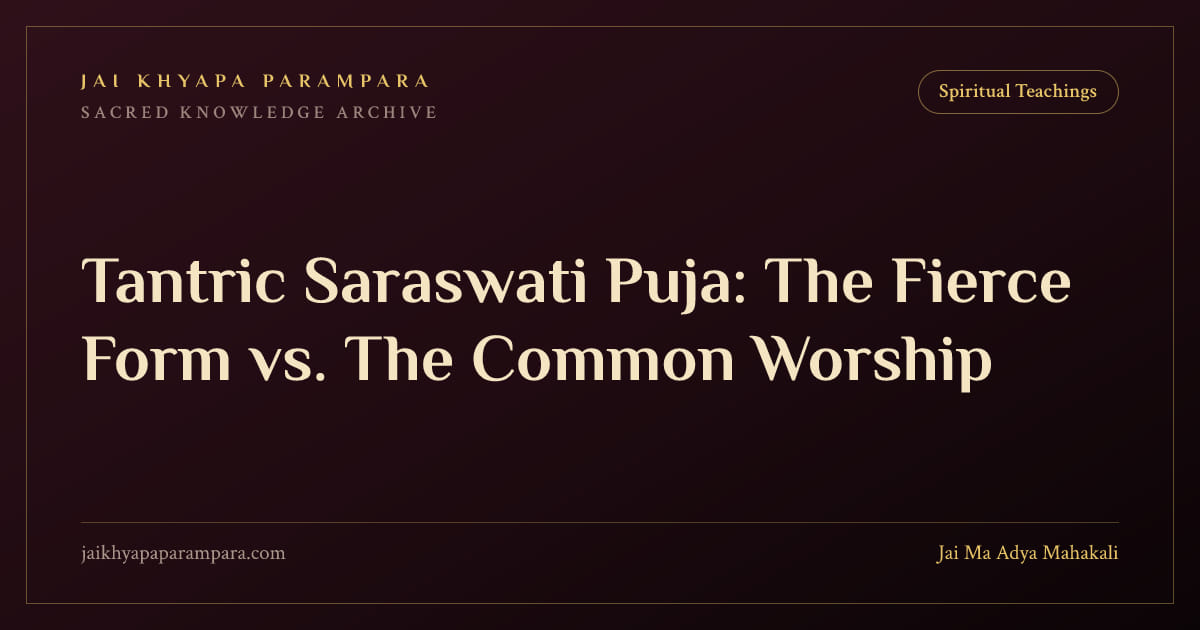 JAI KHYAPA PARAMPARA
SACRED KNOWLEDGE ARCHIVE
Spiritual Teachings
Tantric Saraswati Puja: The Fierce
Form vs. The Common Worship
jaikhyapaparampara.com
Jai Ma Adya Mahakali